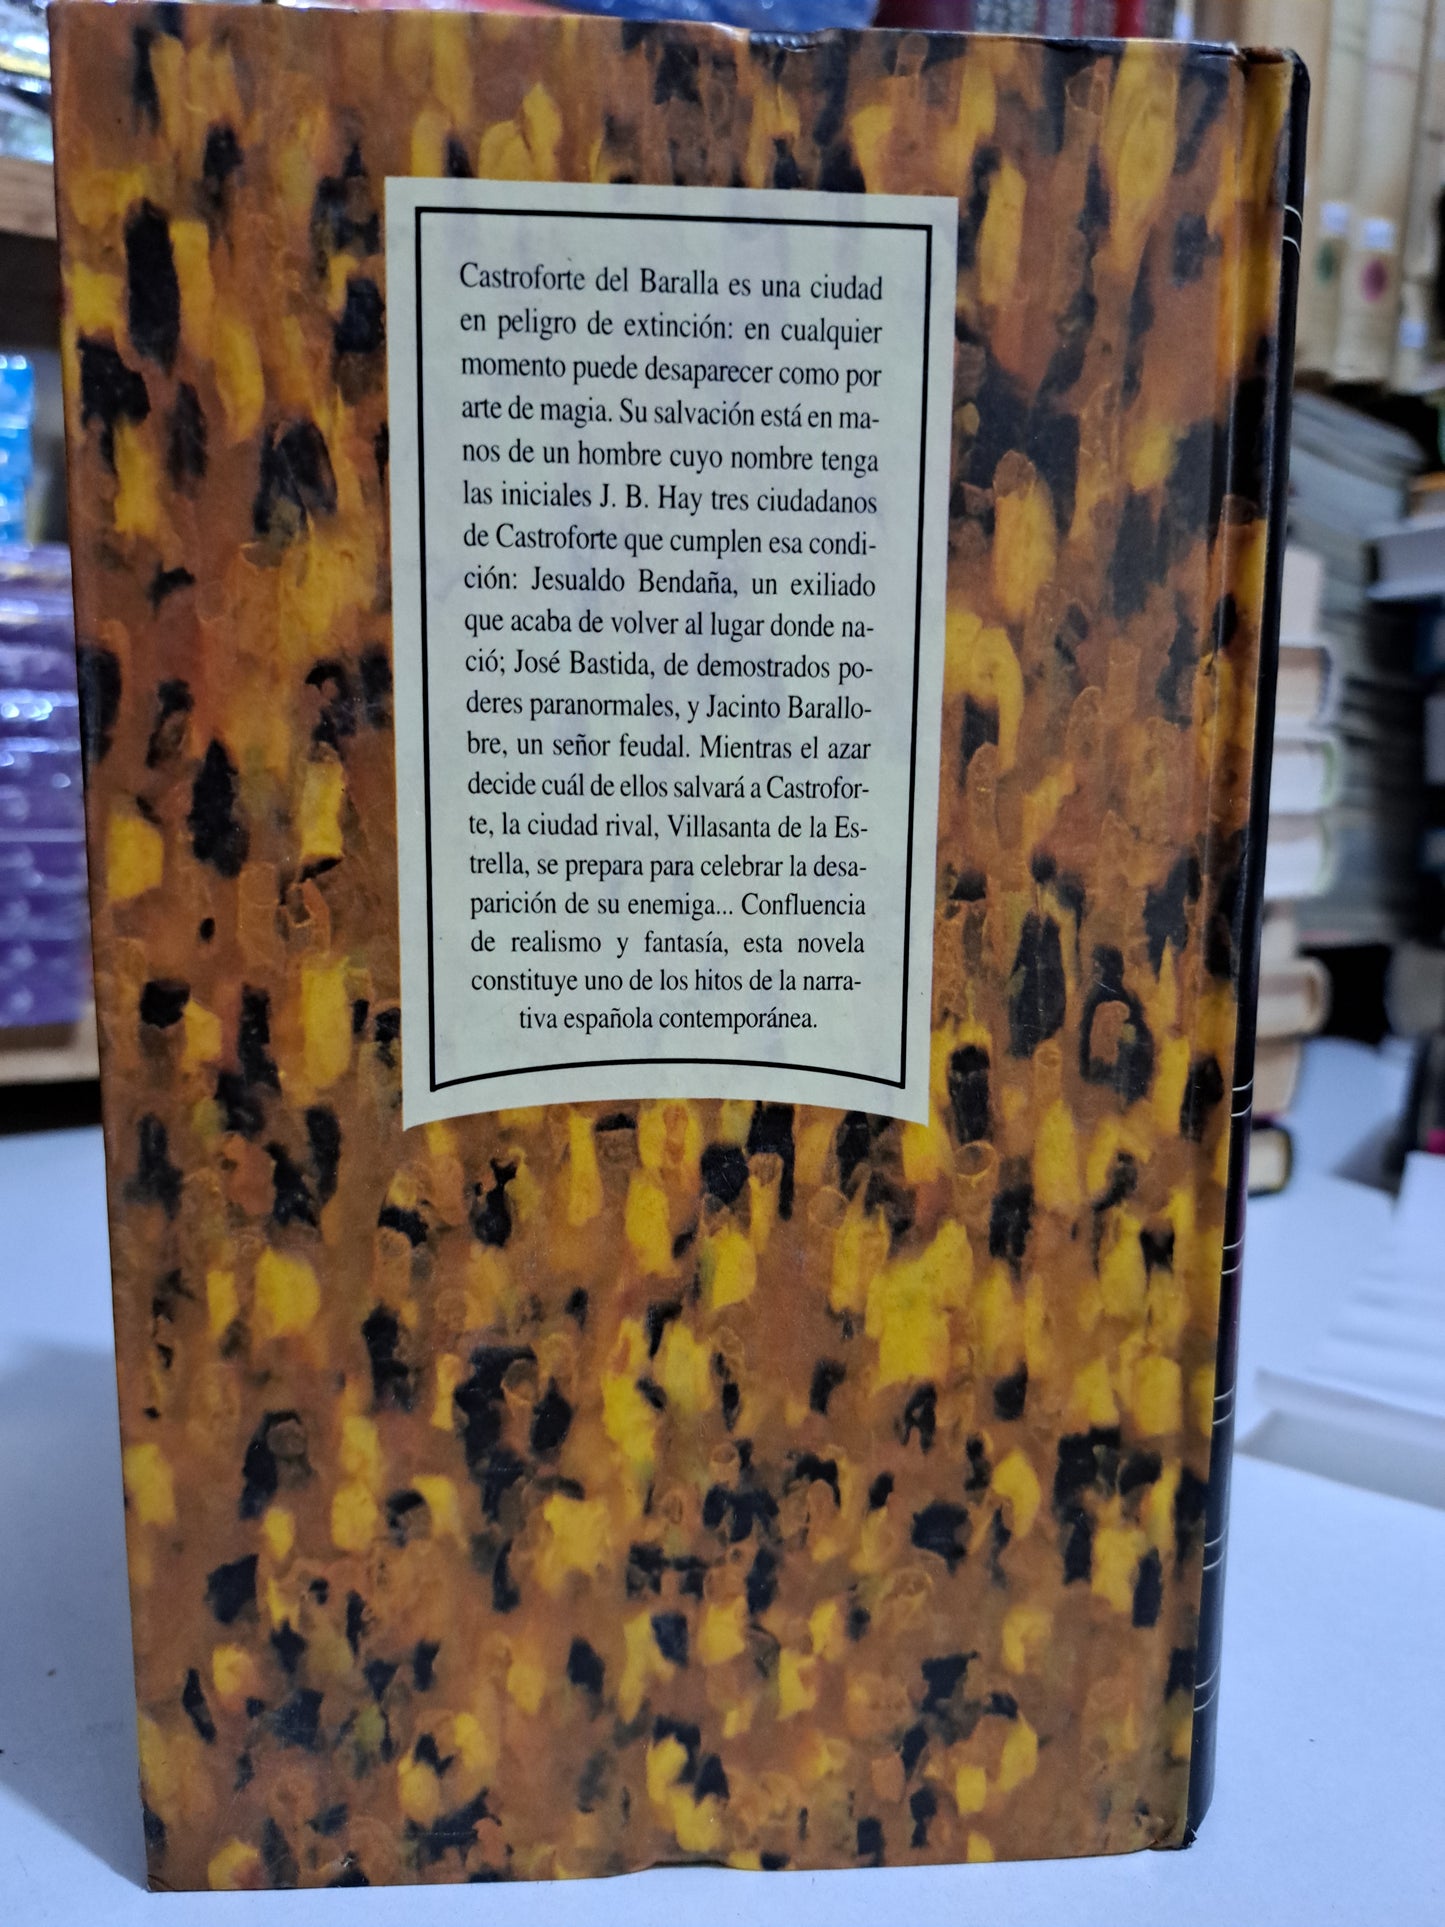 Castroforte del Baralla es una ciudad
en peligro de extinción: en cualquier
momento puede desaparecer como por
arte de magia. Su salvación está en ma-
nos de un hombre cuyo nombre tenga
las iniciales J. B. Hay tres ciudadanos
de Castroforte que cumplen esa condi-
ción: Jesualdo Bendaña, un exiliado
que acaba de volver al lugar donde na-
ció; José Bastida, de demostrados po-
deres paranormales, y Jacinto Barallo-
bre, un señor feudal. Mientras el azar
decide cuál de ellos salvará a Castrofor-
te, la ciudad rival, Villasanta de la Es-
trella, se prepara para celebrar la desa-
parición de su enemiga... Confluencia
de realismo y fantasía, esta novela
constituye uno de los hitos de la narra-
tiva española contemporánea.